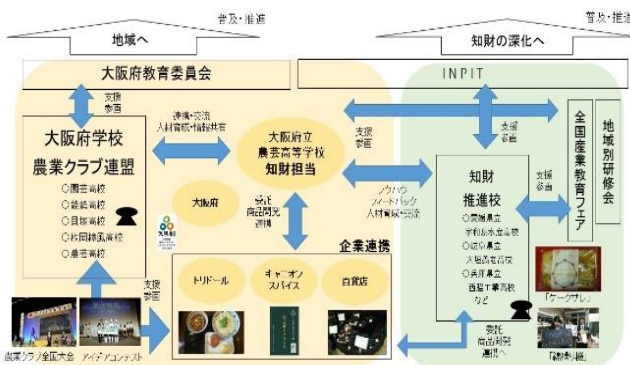 普及・推進
普及・推進
地域へ
知財の深化へ
大阪府教育委員会
INPIT
支援
参画
大阪府学校
農業クラブ連盟
○園芸高校
○能勢高校
○貝塚高校
○枚岡樟風高校
○農芸高校
連携・交流
人材育成・情報共有
大阪府立
農芸高等学校
知財担当
大阪府
委託
商品開発
連携
支援
参画
ノウハウ
フィードバック
人材育成・交流
支援
参画
知財
推進校
○愛媛県立
宇和島水産高校
○岐阜県立
大垣養老高校
○兵庫県立
西脇工業高校
など
支援
参画
全国産業教育フェア
地域別研修会
企業連携
トリドール
キャニオン
スパイス
百貨店
支援
参画
農業クラブ全国大会
アイデアコンテスト
委託
商品開発
連携へ
「ケークサレ」